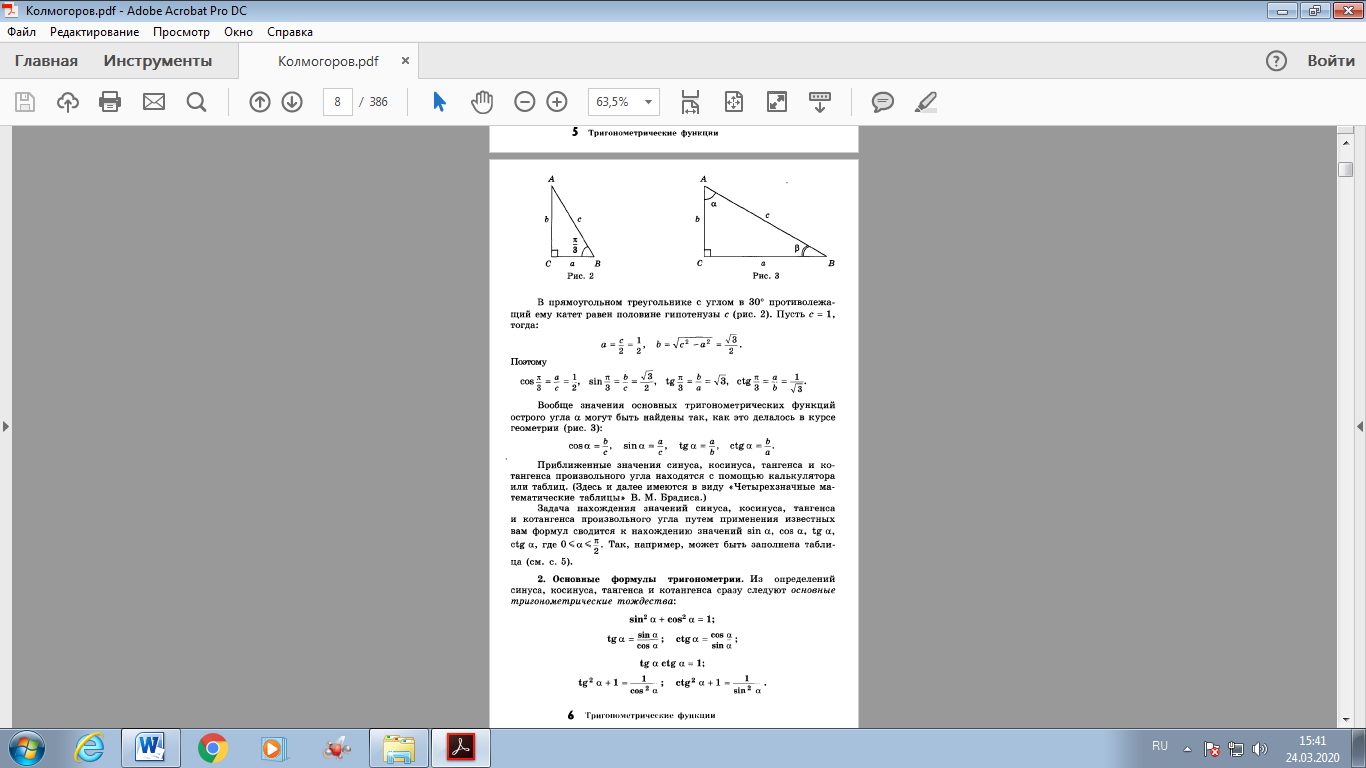 Колмогоров.pdf - Adobe Acrobat Pro DC
Файл Редактирование Просмотр Окно Справка
Главная Инструменты Колмогоров.pdf × ? Войти
8 / 386 63,5%
5 Тригонометрические функции
A
b c
π/3
C a B
Рис. 2
A
α
b c
β
C a B
Рис. 3
В прямоугольном треугольнике с углом в 30° противолежа-
щий ему катет равен половине гипотенузы c (рис. 2). Пусть c = 1,
тогда:
a = c/2 = 1/2, b = √(c² − a²) = √3/2.
Поэтому
cos π/3 = a/c = 1/2, sin π/3 = b/c = √3/2, tg π/3 = b/a = √3, ctg π/3 = a/b = 1/√3.
Вообще значения основных тригонометрических функций
острого угла α могут быть найдены так, как это делалось в курсе
геометрии (рис. 3):
cos α = b/c, sin α = a/c, tg α = a/b, ctg α = b/a.
Приближенные значения синуса, косинуса, тангенса и ко-
тангенса произвольного угла находятся с помощью калькулятора
или таблиц. (Здесь и далее имеются в виду «Четырехзначные ма-
тематические таблицы» В. М. Брадиса.)
Задача нахождения значений синуса, косинуса, тангенса
и котангенса произвольного угла путем применения известных
вам формул сводится к нахождению значений sin α, cos α, tg α,
ctg α, где 0 ⩽ α ⩽ π/2. Так, например, может быть заполнена табли-
ца (см. с. 5).
2. Основные формулы тригонометрии. Из определений
синуса, косинуса, тангенса и котангенса сразу следуют основные
тригонометрические тождества:
sin² α + cos² α = 1;
tg α = sin α/cos α; ctg α = cos α/sin α;
tg α ctg α = 1;
tg² α + 1 = 1/cos² α; ctg² α + 1 = 1/sin² α.
6 Тригонометрические функции
RU 15:41
24.03.2020